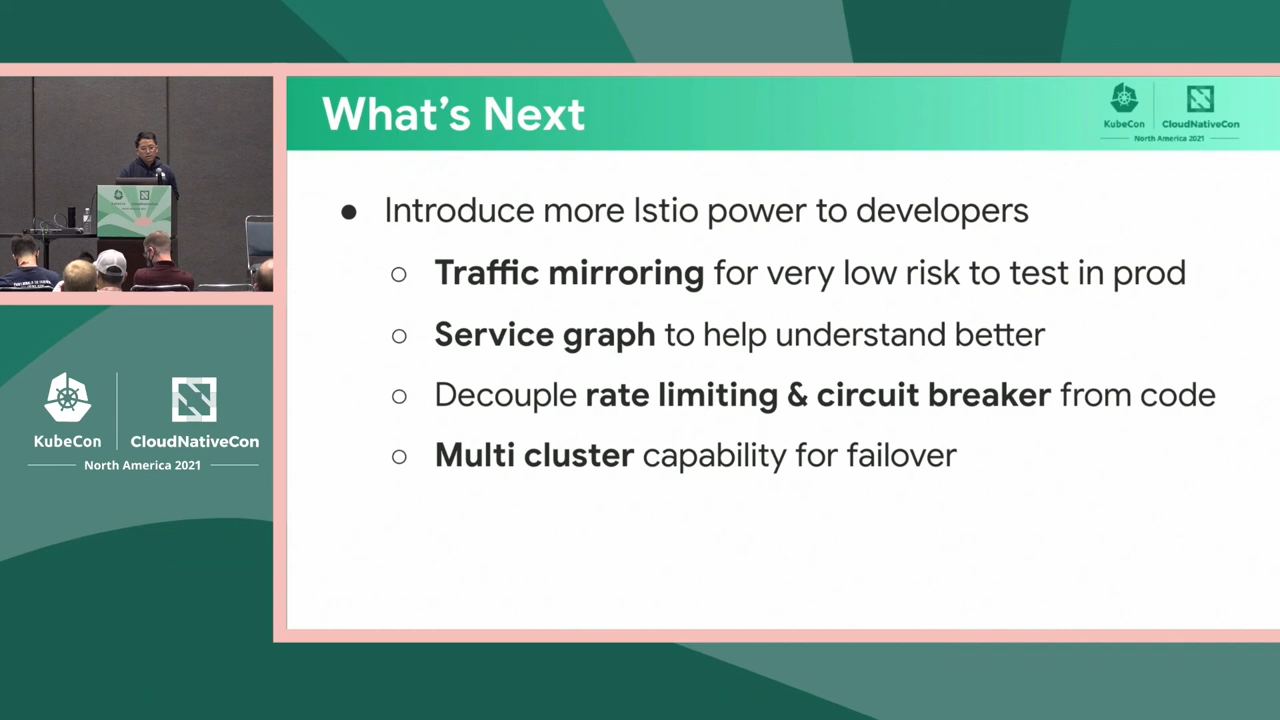 What's Next
KubeCon
CloudNativeCon
North America 2021
● Introduce more Istio power to developers
○ Traffic mirroring for very low risk to test in prod
○ Service graph to help understand better
○ Decouple rate limiting & circuit breaker from code
○ Multi cluster capability for failover
KubeCon
CloudNativeCon
North America 2021